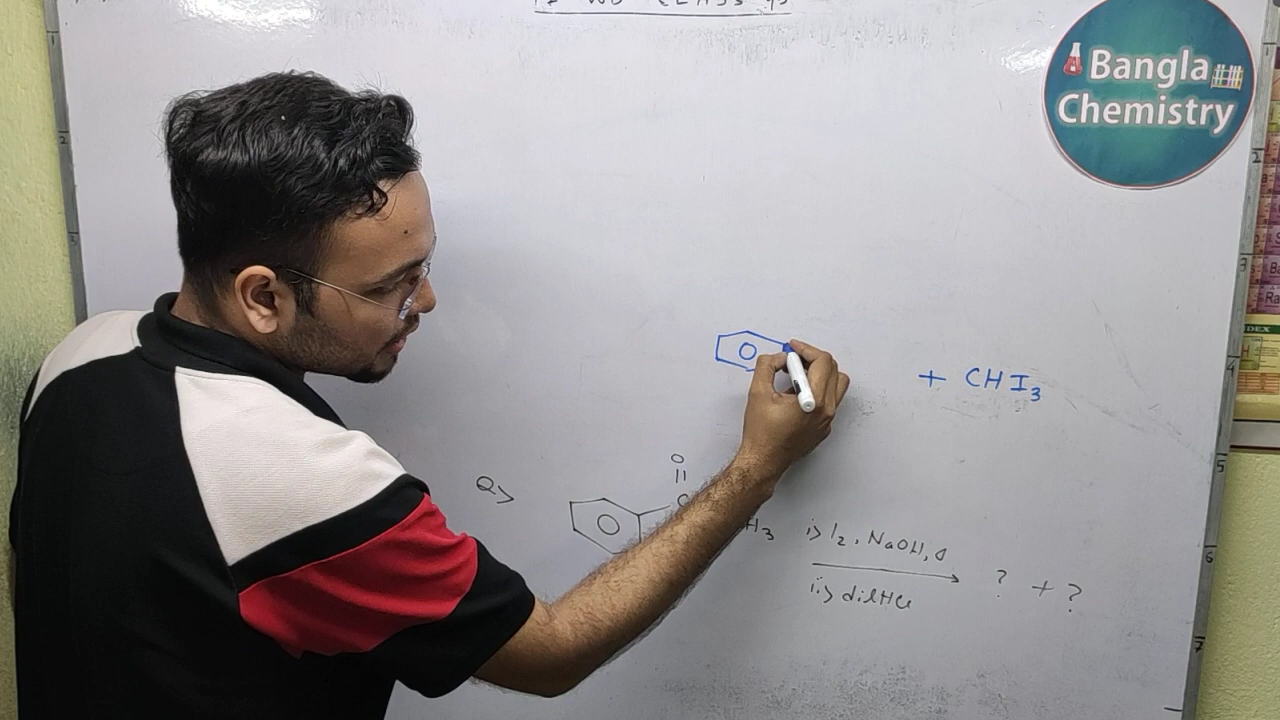 Bangla
Chemistry
+ CHI3
Q>
O
C
H3
i> I2, NaOH, Δ
ii> dil HCl
? + ?